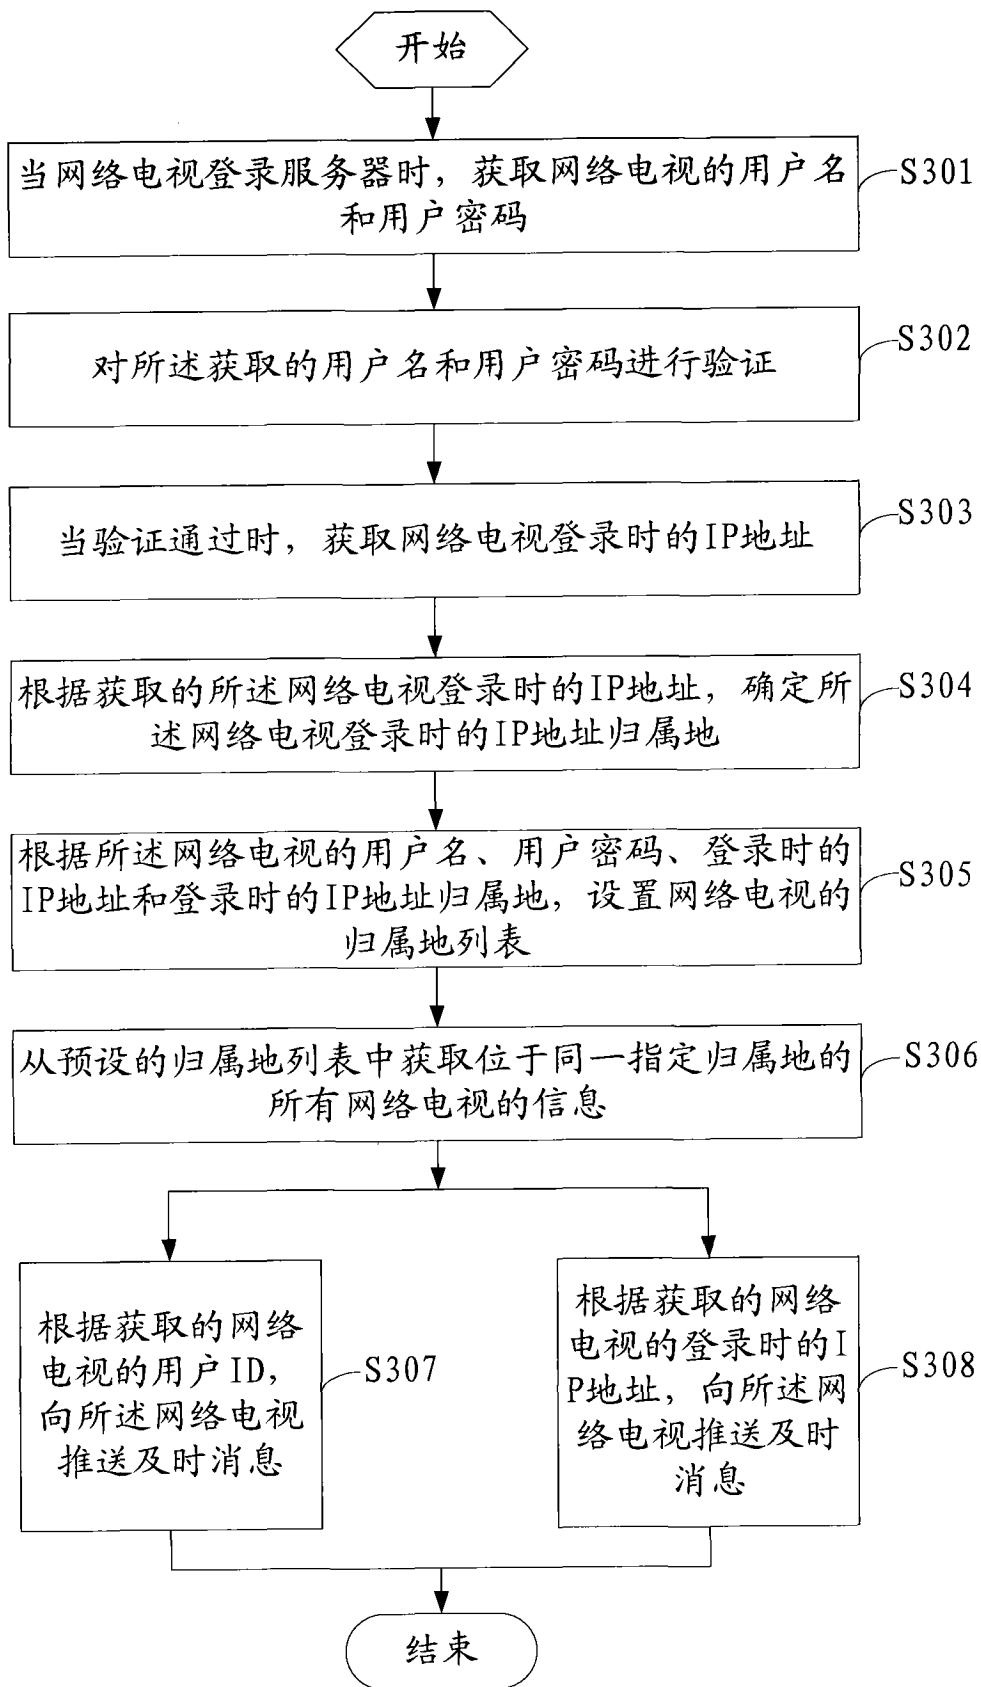 开始
当网络电视登录服务器时，获取网络电视的用户名
和用户密码
S301
对所述获取的用户名和用户密码进行验证
S302
当验证通过时，获取网络电视登录时的IP地址
S303
根据获取的所述网络电视登录时的IP地址，确定所
述网络电视登录时的IP地址归属地
S304
根据所述网络电视的用户名、用户密码、登录时的
IP地址和登录时的IP地址归属地，设置网络电视的
归属地列表
S305
从预设的归属地列表中获取位于同一指定归属地的
所有网络电视的信息
S306
根据获取的网络
电视的用户ID，
向所述网络电视
推送及时消息
S307
根据获取的网络
电视的登录时的I
P地址，向所述网
络电视推送及时
消息
S308
结束